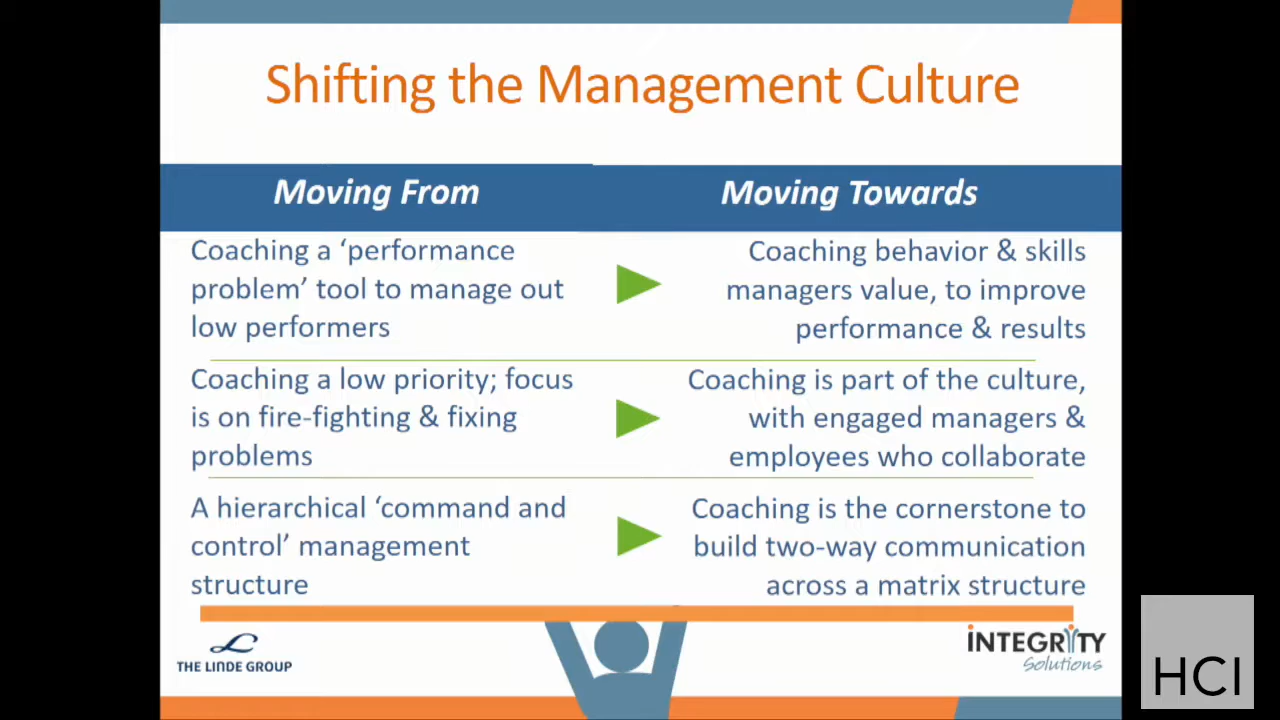 Shifting the Management Culture
Moving From
Moving Towards
Coaching a ‘performance
problem’ tool to manage out
low performers
Coaching behavior & skills
managers value, to improve
performance & results
Coaching a low priority; focus
is on fire-fighting & fixing
problems
Coaching is part of the culture,
with engaged managers &
employees who collaborate
A hierarchical ‘command and
control’ management
structure
Coaching is the cornerstone to
build two-way communication
across a matrix structure
THE LINDE GROUP
INTEGRITY
Solutions
HCI